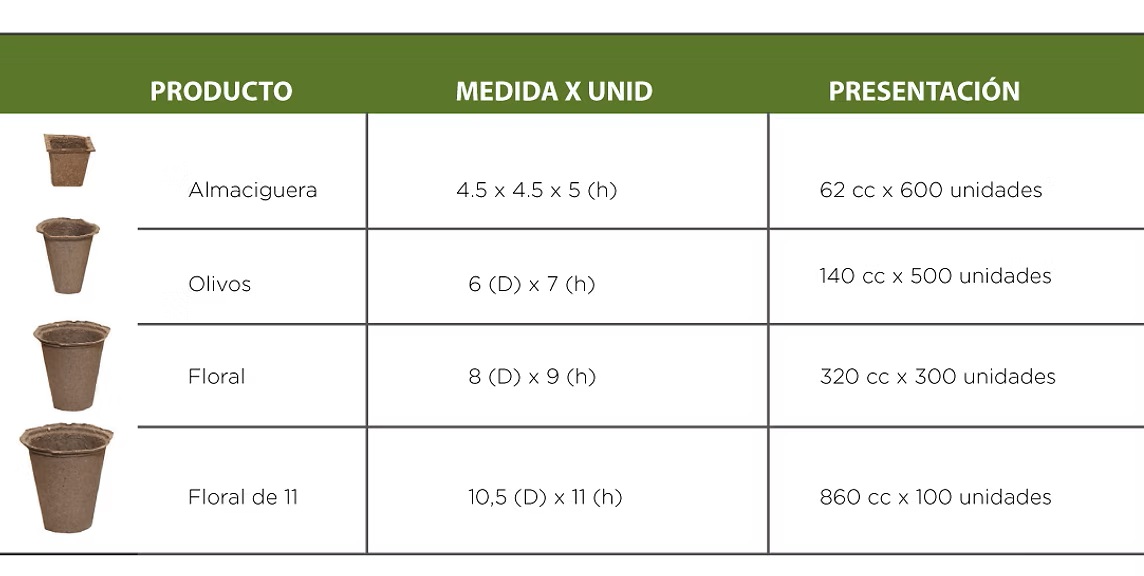 PRODUCTO MEDIDA X UNID PRESENTACIÓN
Almaciguera 4.5 x 4.5 x 5 (h) 62 cc x 600 unidades
Olivos 6 (D) x 7 (h) 140 cc x 500 unidades
Floral 8 (D) x 9 (h) 320 cc x 300 unidades
Floral de 11 10,5 (D) x 11 (h) 860 cc x 100 unidades